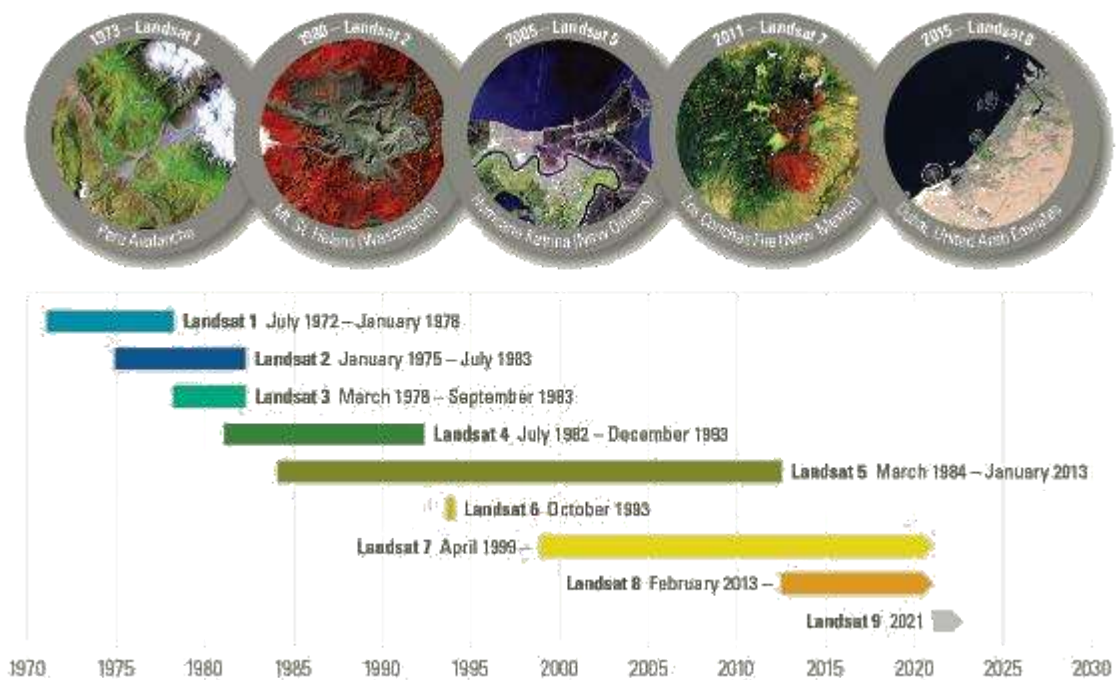 1973 – Landsat 1
1980 – Landsat 2
2005 – Landsat 5
2011 – Landsat 7
2015 – Landsat 8
Peru Avalanche
Mt. St. Helens (Washington)
Hurricane Katrina (New Orleans)
Las Conchas Fire (New Mexico)
Dubai, United Arab Emirates
Landsat 1 July 1972 – January 1978
Landsat 2 January 1975 – July 1983
Landsat 3 March 1978 – September 1983
Landsat 4 July 1982 – December 1993
Landsat 5 March 1984 – January 2013
Landsat 6 October 1993
Landsat 7 April 1999 –
Landsat 8 February 2013 –
Landsat 9 2021
1970 1975 1980 1985 1990 1995 2000 2005 2010 2015 2020 2025 2030